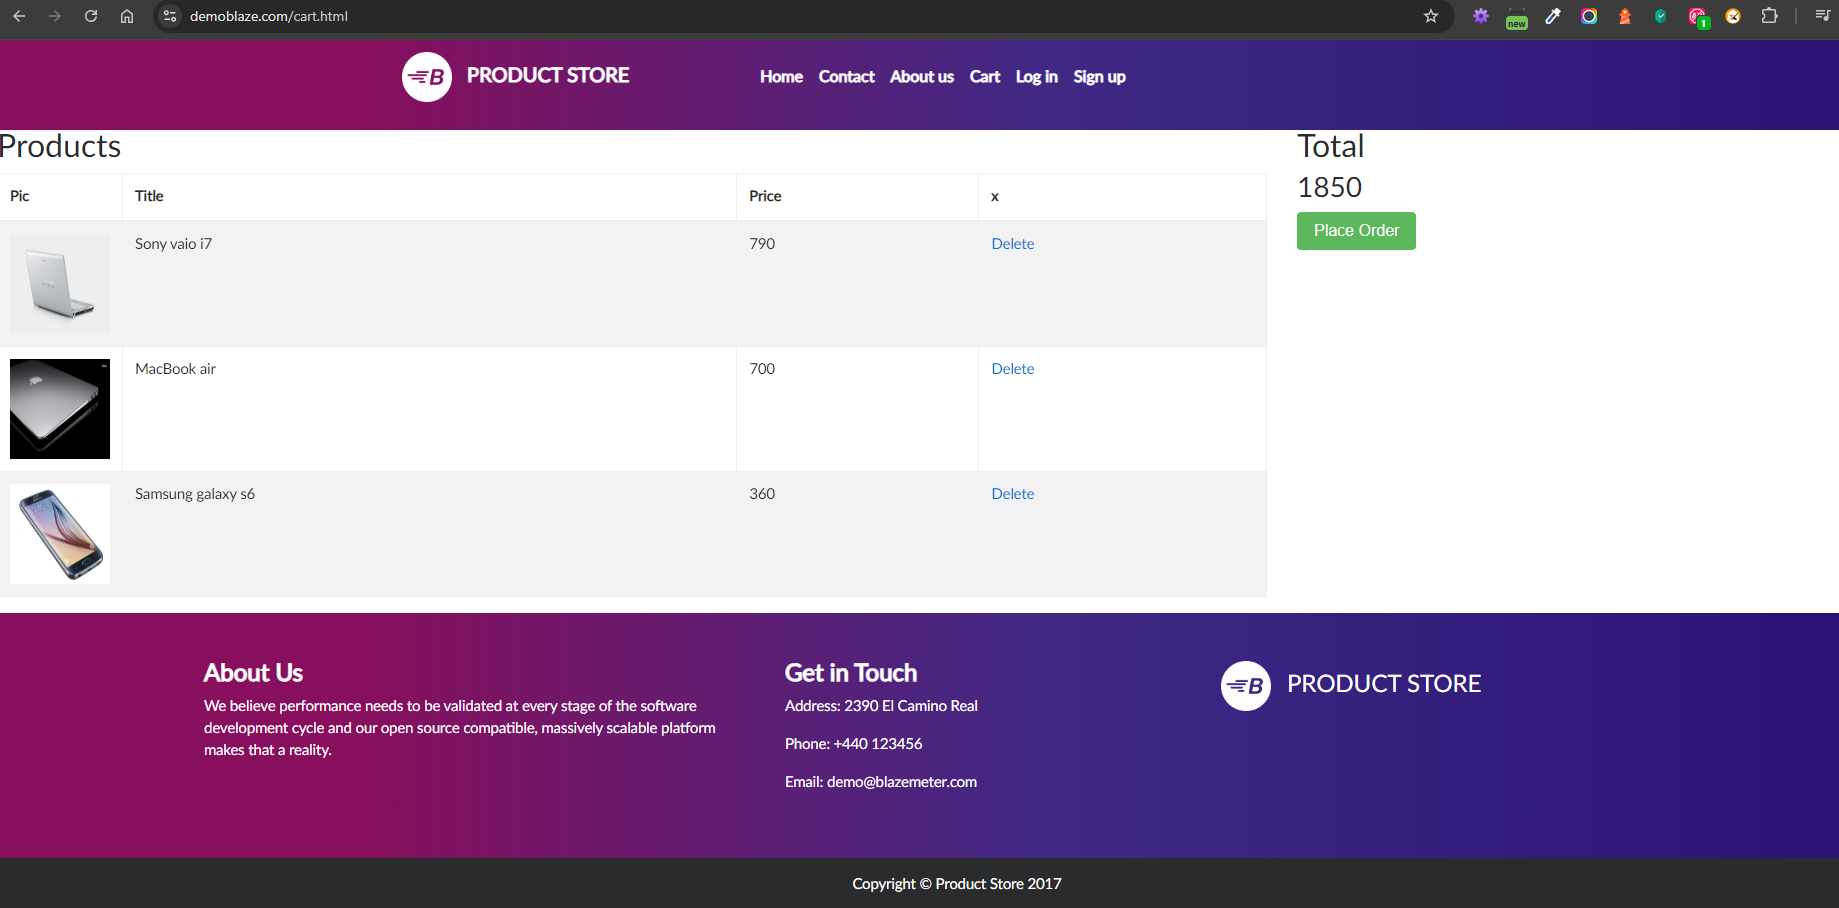 demoblaze.com/cart.html
new
1
B PRODUCT STORE Home Contact About us Cart Log in Sign up
Products
Pic Title Price x
Sony vaio i7 790 Delete
MacBook air 700 Delete
Samsung galaxy s6 360 Delete
Total
1850
Place Order
About Us
We believe performance needs to be validated at every stage of the software
development cycle and our open source compatible, massively scalable platform
makes that a reality.
Get in Touch
Address: 2390 El Camino Real
Phone: +440 123456
Email: demo@blazemeter.com
B PRODUCT STORE
Copyright © Product Store 2017